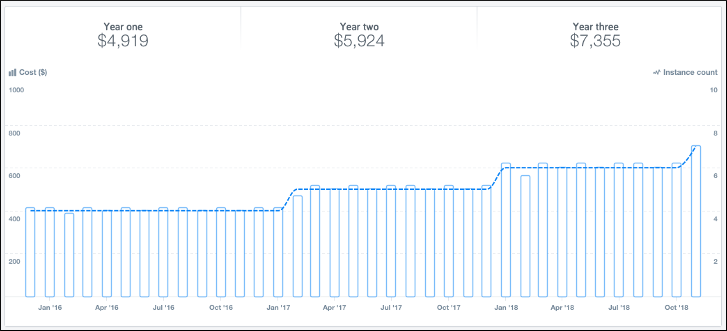 Year one
$4,919
Year two
$5,924
Year three
$7,355
Cost ($)
Instance count
1000
800
600
400
200
10
8
6
4
2
Jan '16 Apr '16 Jul '16 Oct '16 Jan '17 Apr '17 Jul '17 Oct '17 Jan '18 Apr '18 Jul '18 Oct '18